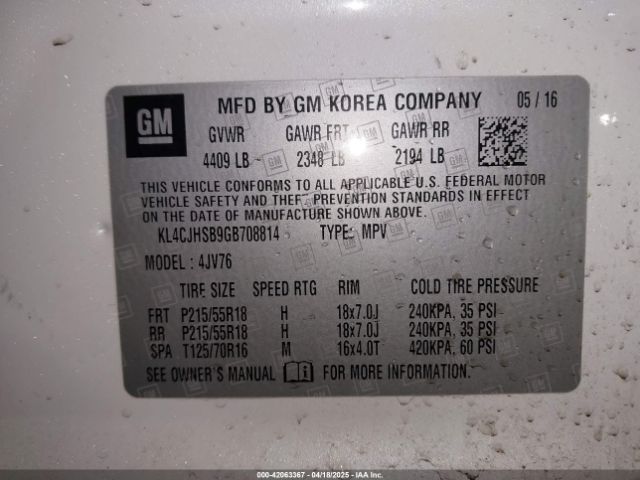 GM MFD BY GM KOREA COMPANY 05 / 16
GVWR GAWR FRT GAWR RR
4409 LB 2348 LB 2194 LB
THIS VEHICLE CONFORMS TO ALL APPLICABLE U.S. FEDERAL MOTOR
VEHICLE SAFETY AND THEFT PREVENTION STANDARDS IN EFFECT
ON THE DATE OF MANUFACTURE SHOWN ABOVE.
KL4CJHSB9GB708814 TYPE: MPV
MODEL : 4JV76
TIRE SIZE SPEED RTG RIM COLD TIRE PRESSURE
FRT P215/55R18 H 18x7.0J 240KPA, 35 PSI
RR P215/55R18 H 18x7.0J 240KPA, 35 PSI
SPA T125/70R16 M 16x4.0T 420KPA, 60 PSI
SEE OWNER'S MANUAL FOR MORE INFORMATION.
000-42063367 - 04/18/2025 - IAA, Inc.